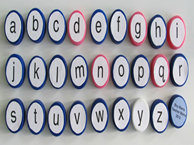 a b c d e f g h i
j k l m n o p q r
s t u v w x y z